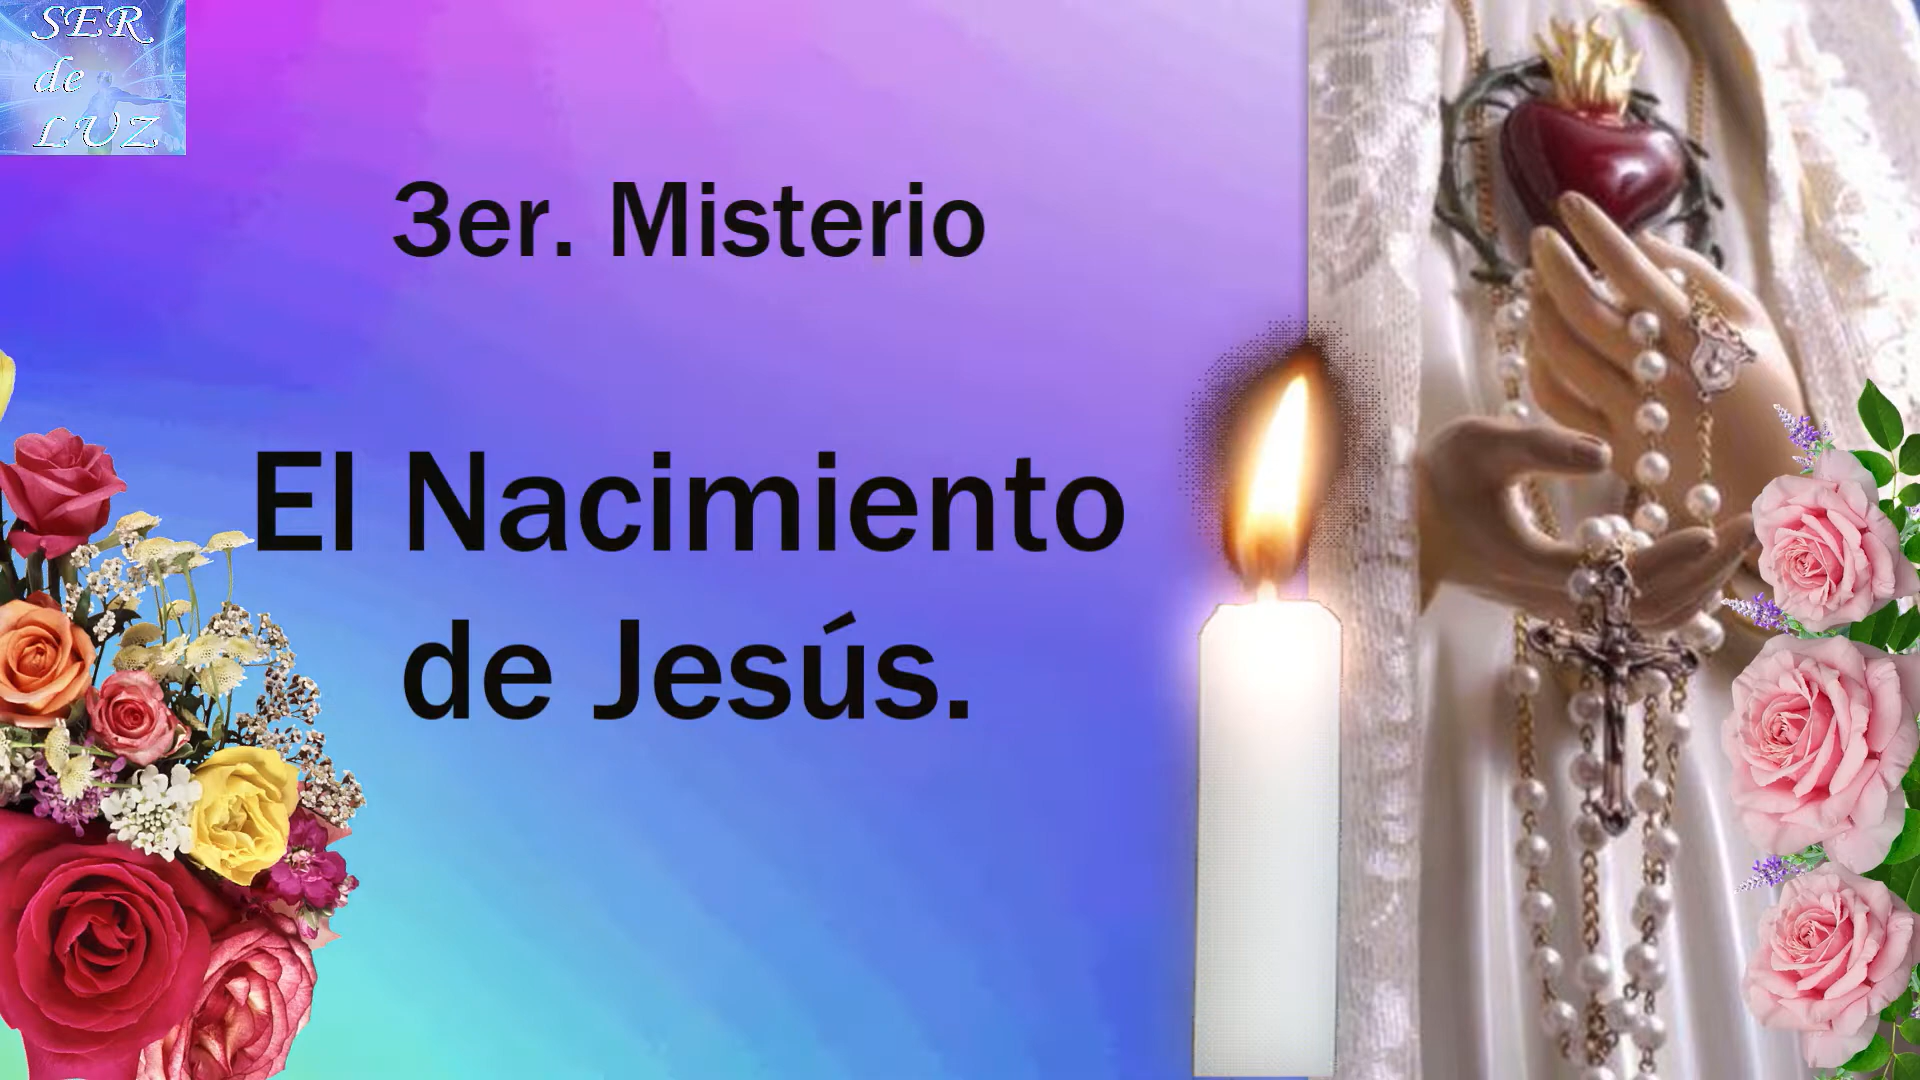 SER
de
LUZ
3er. Misterio
El Nacimiento
de Jesús.